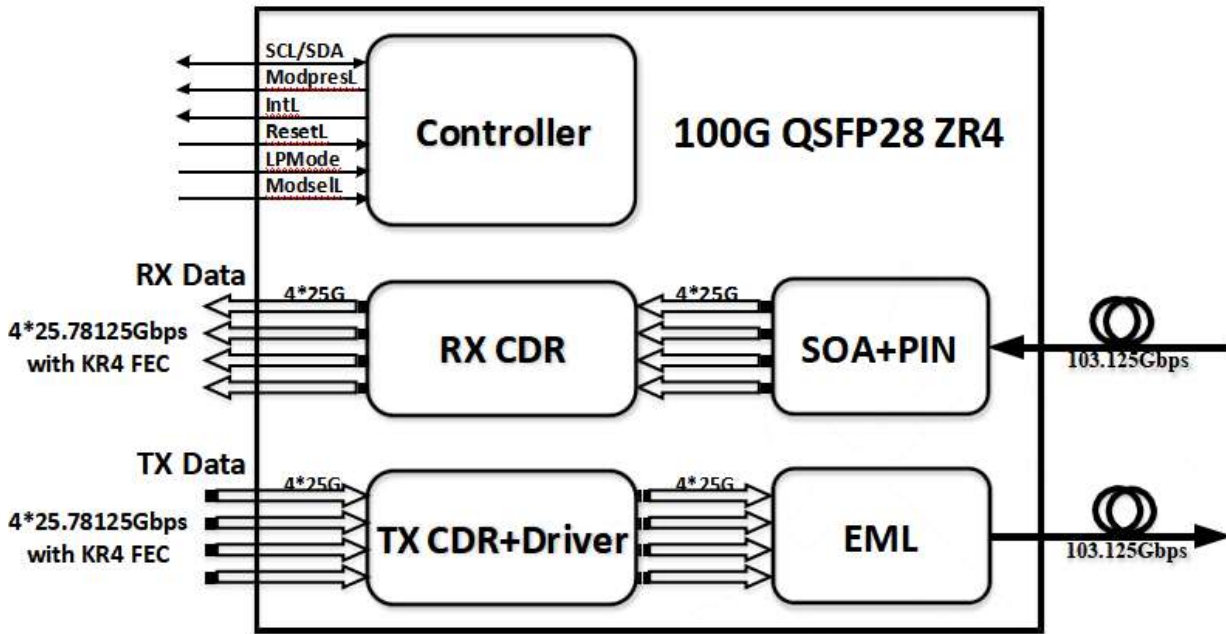 SCL/SDA
ModpresL
IntL
ResetL
LPMode
ModselL
Controller
100G QSFP28 ZR4
RX Data
4*25G
4*25G
4*25.78125Gbps
with KR4 FEC
RX CDR
SOA+PIN
103.125Gbps
TX Data
4*25G
4*25G
4*25.78125Gbps
with KR4 FEC
TX CDR+Driver
EML
103.125Gbps